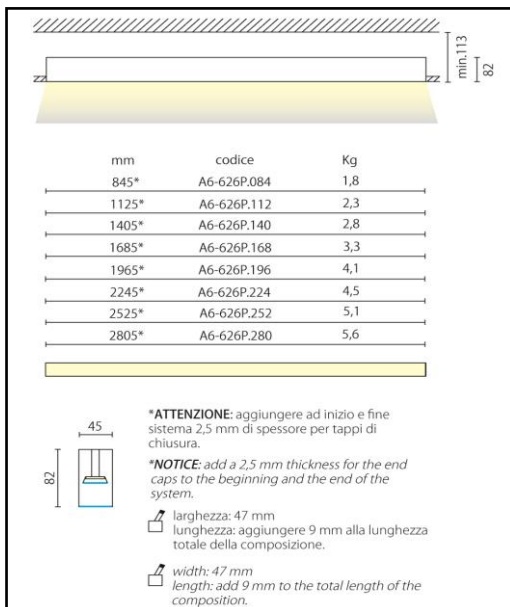 min.113
82
mm codice Kg
845* A6-626P.084 1,8
1125* A6-626P.112 2,3
1405* A6-626P.140 2,8
1685* A6-626P.168 3,3
1965* A6-626P.196 4,1
2245* A6-626P.224 4,5
2525* A6-626P.252 5,1
2805* A6-626P.280 5,6
45
82
*ATTENZIONE: aggiungere ad inizio e fine
sistema 2,5 mm di spessore per tappi di
chiusura.
*NOTICE: add a 2,5 mm thickness for the end
caps to the beginning and the end of the
system.
larghezza: 47 mm
lunghezza: aggiungere 9 mm alla lunghezza
totale della composizione.
width: 47 mm
length: add 9 mm to the total length of the
composition.